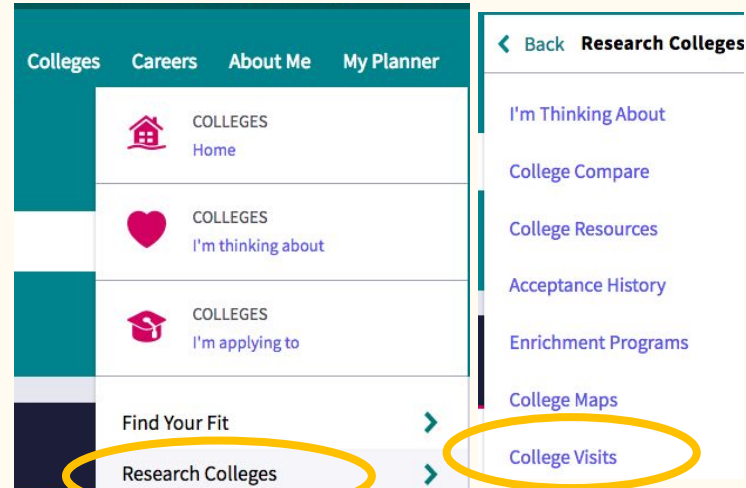 Colleges Careers About Me My Planner
COLLEGES
Home
COLLEGES
I'm thinking about
COLLEGES
I'm applying to
Find Your Fit
Research Colleges
Back Research Colleges
I'm Thinking About
College Compare
College Resources
Acceptance History
Enrichment Programs
College Maps
College Visits